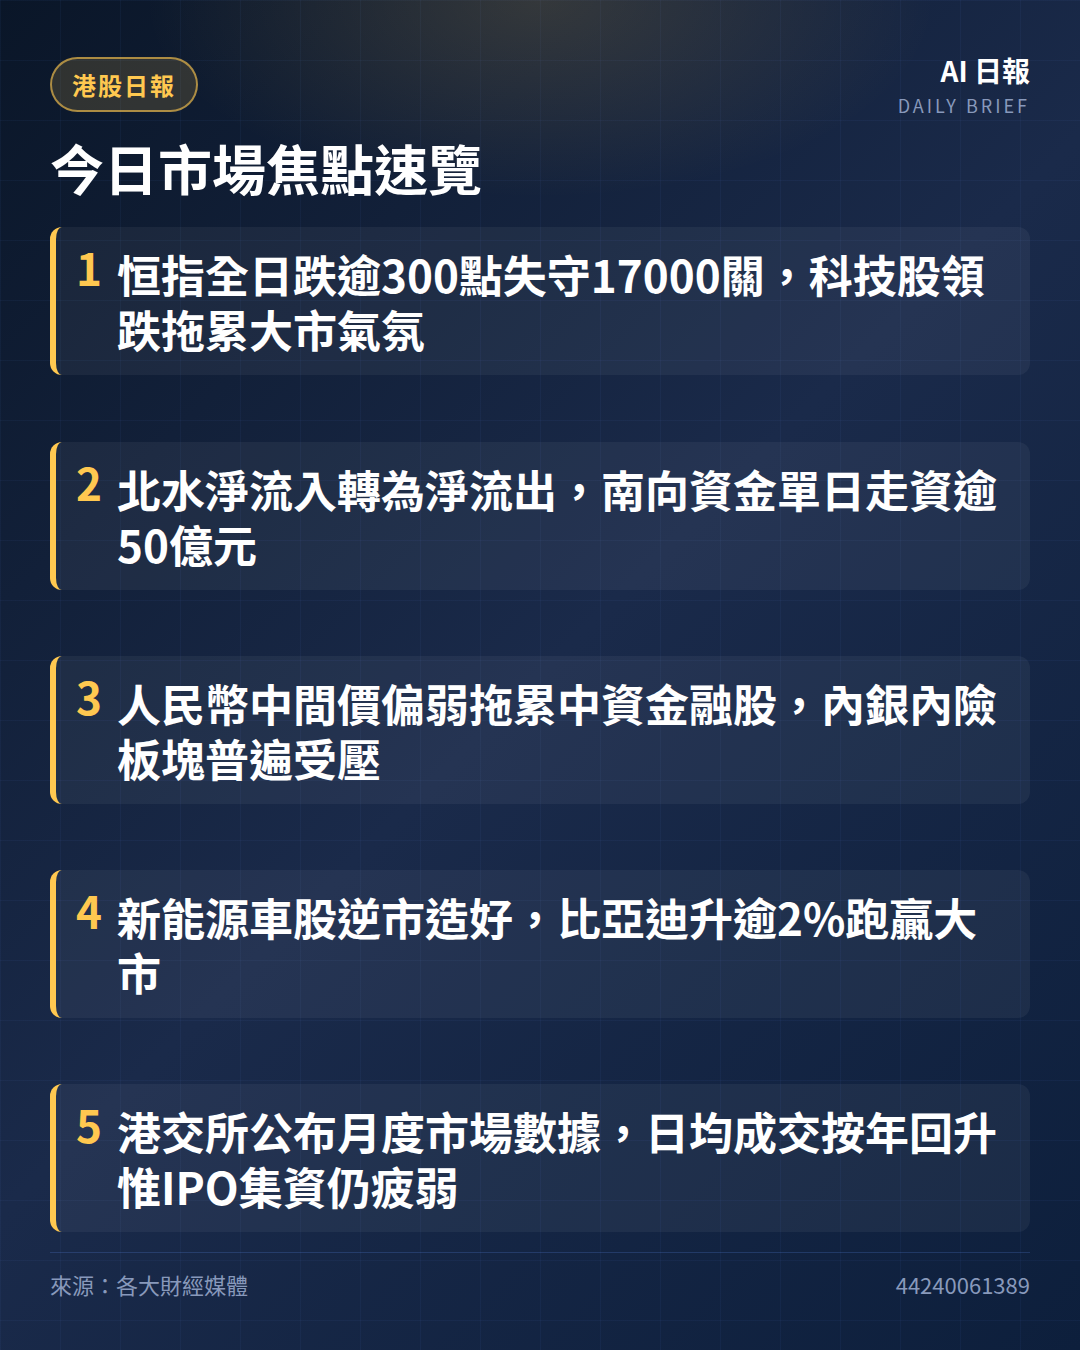 港股日報
AI 日報
DAILY BRIEF
今日市場焦點速覽
1 恒指全日跌逾300點失守17000關，科技股領
跌拖累大市氣氛
2 北水淨流入轉為淨流出，南向資金單日走資逾
50億元
3 人民幣中間價偏弱拖累中資金融股，內銀內險
板塊普遍受壓
4 新能源車股逆市造好，比亞迪升逾2%跑贏大
市
5 港交所公布月度市場數據，日均成交按年回升
惟IPO集資仍疲弱
來源：各大財經媒體
44240061389